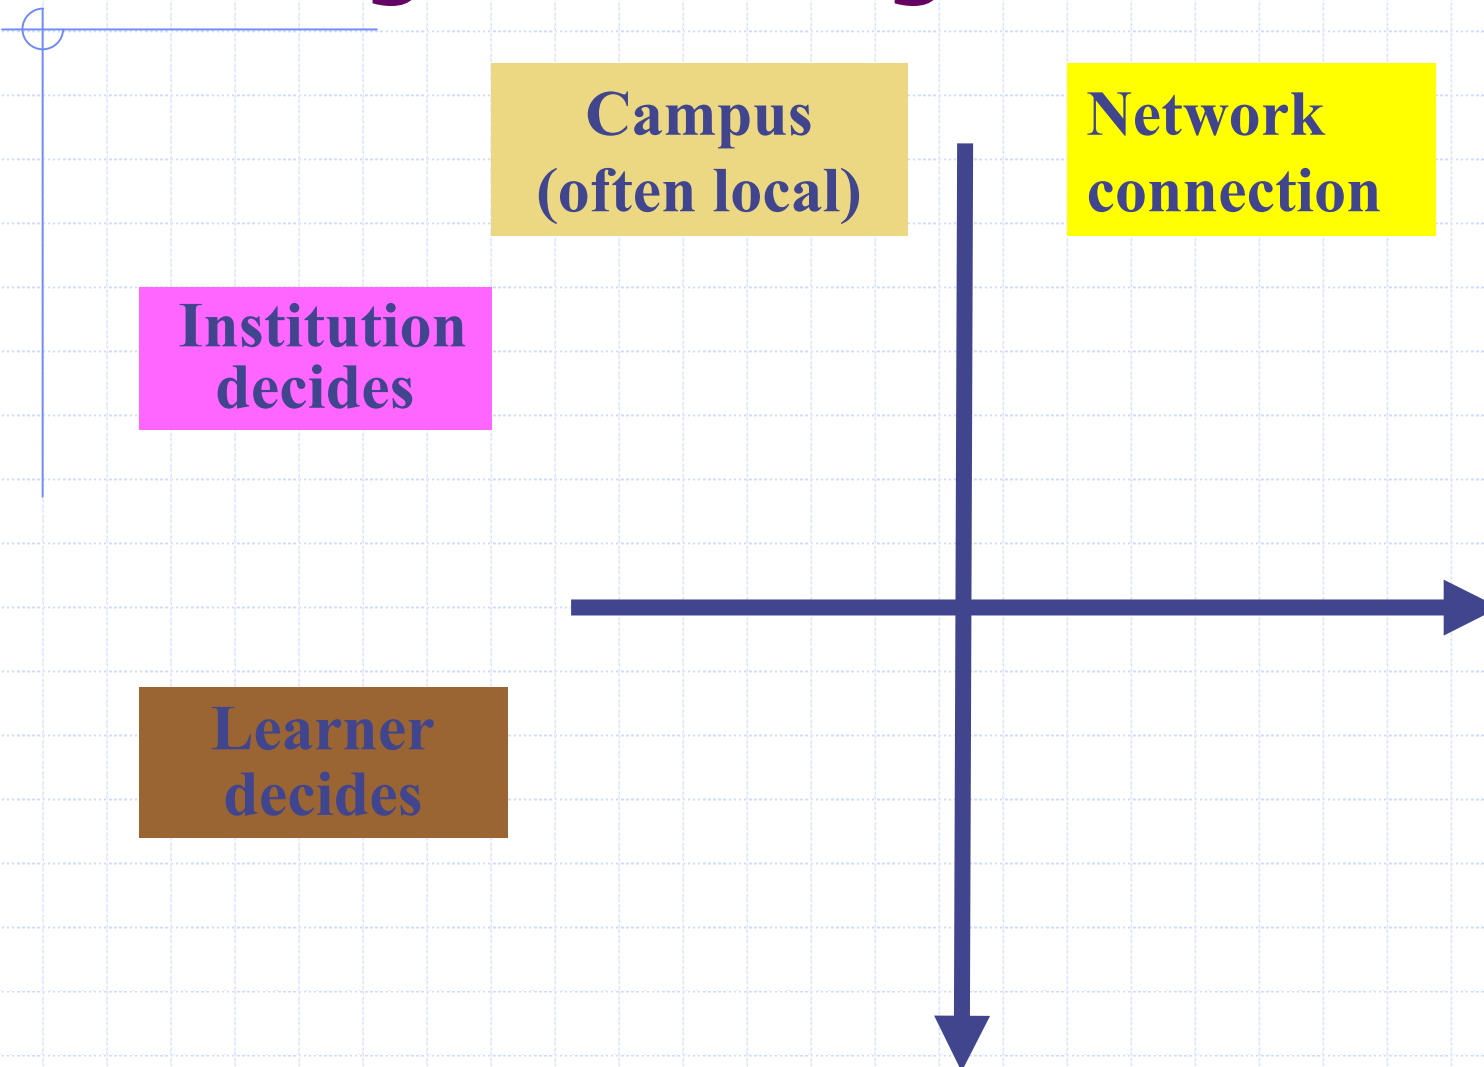 Campus
(often local)
Network
connection
Institution
decides
Learner
decides